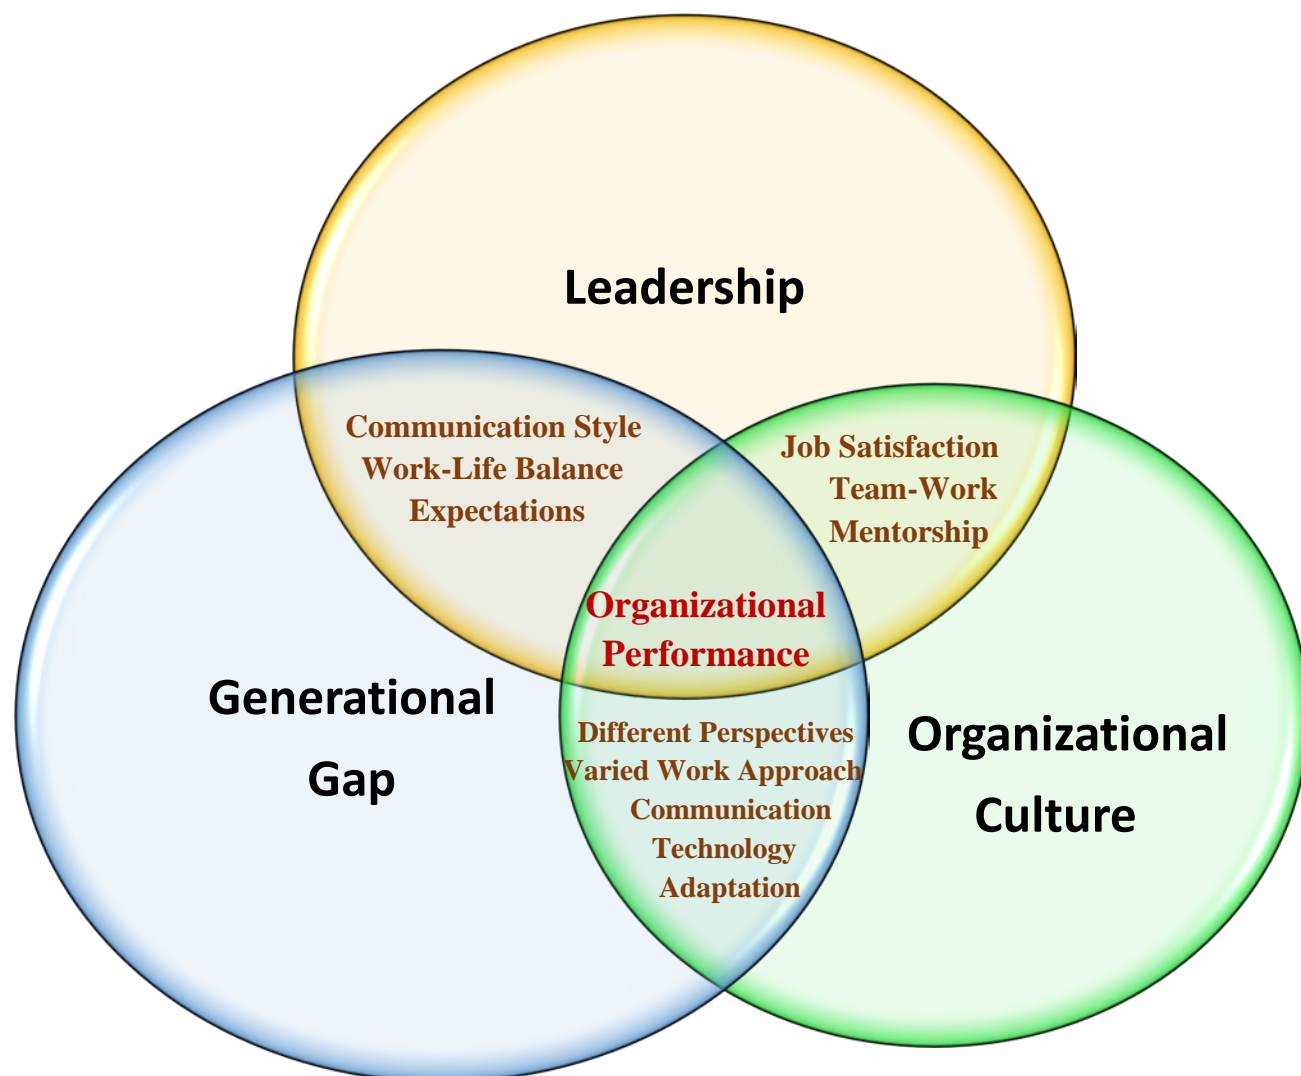 Leadership
Communication Style
Work-Life Balance
Expectations
Job Satisfaction
Team-Work
Mentorship
Organizational
Performance
Generational
Gap
Different Perspectives
Varied Work Approach
Communication
Technology
Adaptation
Organizational
Culture